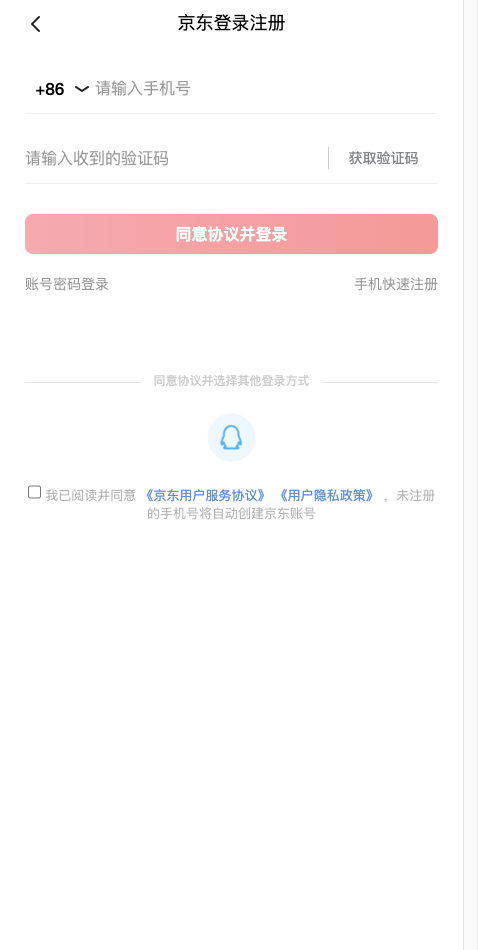 京东登录注册
+86 请输入手机号
请输入收到的验证码 获取验证码
同意协议并登录
账号密码登录 手机快速注册
同意协议并选择其他登录方式
我已阅读并同意 《京东用户服务协议》 《用户隐私政策》 ，未注册
的手机号将自动创建京东账号